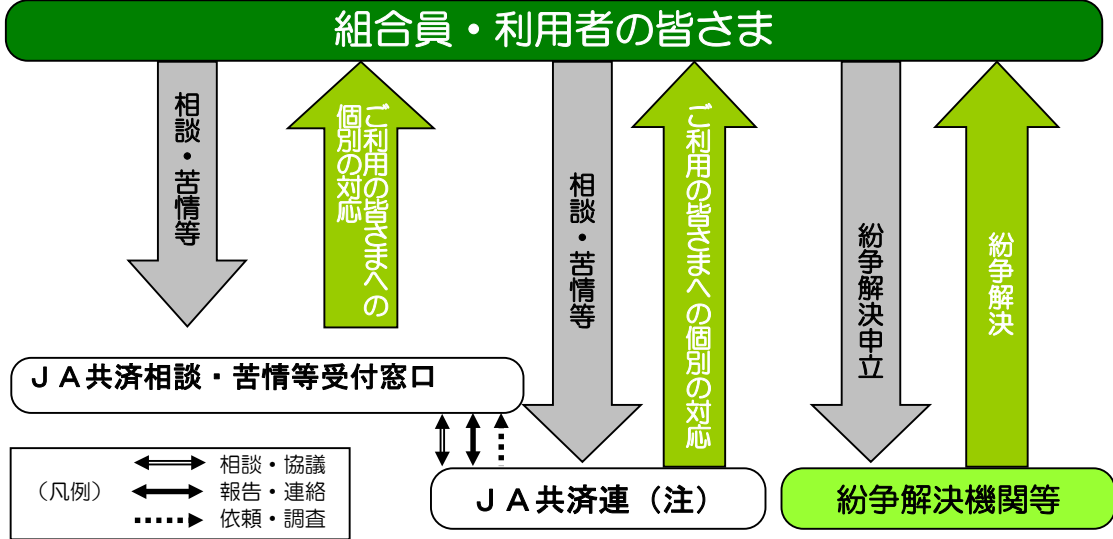 組合員・利用者の皆さま
相談・苦情等
ご利用の皆さまへの
個別の対応
相談・苦情等
ご利用の皆さまへの個別の対応
紛争解決申立
紛争解決
ＪＡ共済相談・苦情等受付窓口
（凡例）
相談・協議
報告・連絡
依頼・調査
ＪＡ共済連（注）
紛争解決機関等